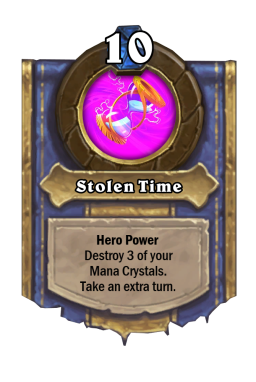 10
Stolen Time
Hero Power
Destroy 3 of your
Mana Crystals.
Take an extra turn.